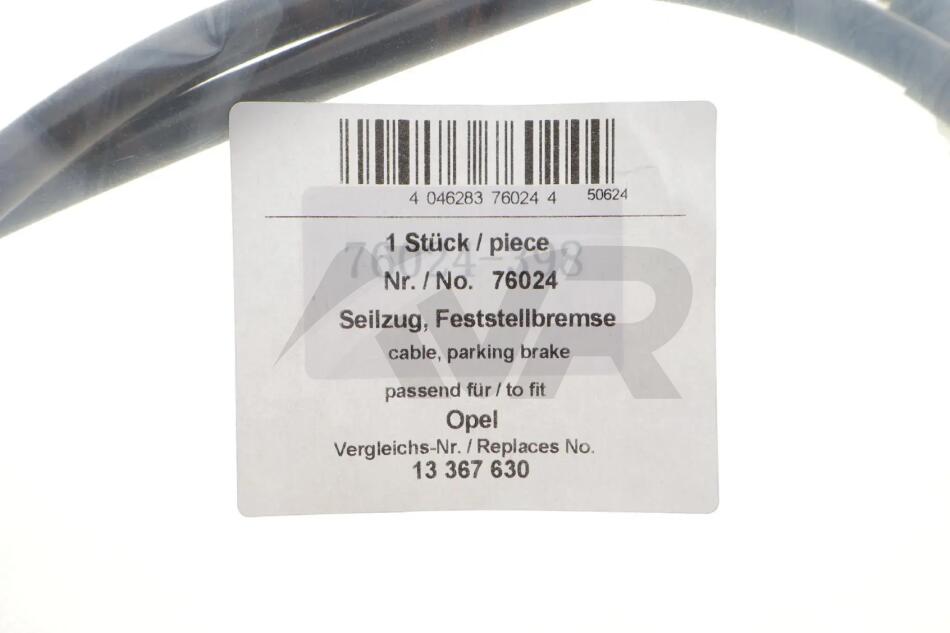 4 046283 76024 4 50624
1 Stück / piece
76024-398
Nr. / No. 76024
Seilzug, Feststellbremse
cable, parking brake
passend für / to fit
Opel
Vergleichs-Nr. / Replaces No.
13 367 630
AVR